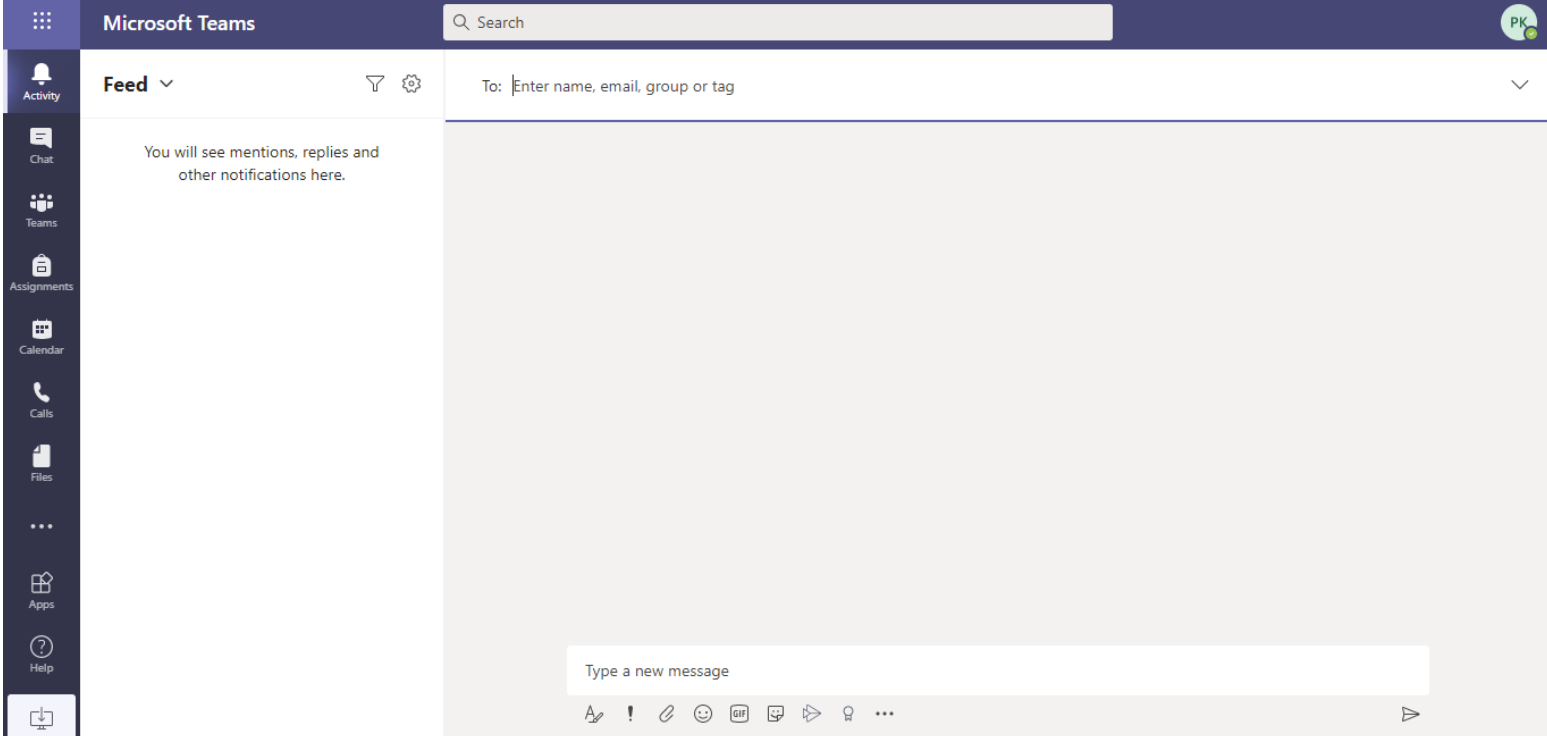 Microsoft Teams
Search
PK
Activity
Chat
Teams
Assignments
Calendar
Calls
Files
Apps
Help
Feed
You will see mentions, replies and
other notifications here.
To: Enter name, email, group or tag
Type a new message
GIF